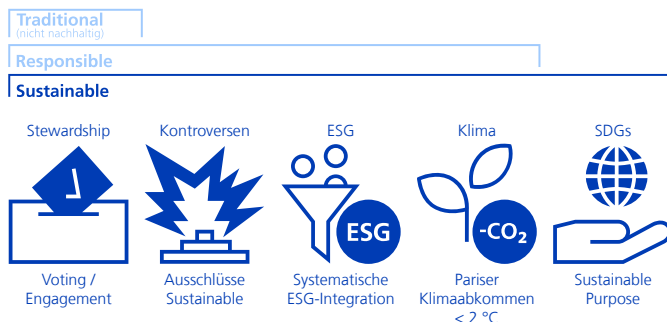 Traditional
(nicht nachhaltig)
Responsible
Sustainable
Stewardship
Kontroversen
ESG
Klima
SDGs
ESG
-CO₂
Voting /
Engagement
Ausschlüsse
Sustainable
Systematische
ESG-Integration
Pariser
Klimaabkommen
< 2 °C
Sustainable
Purpose